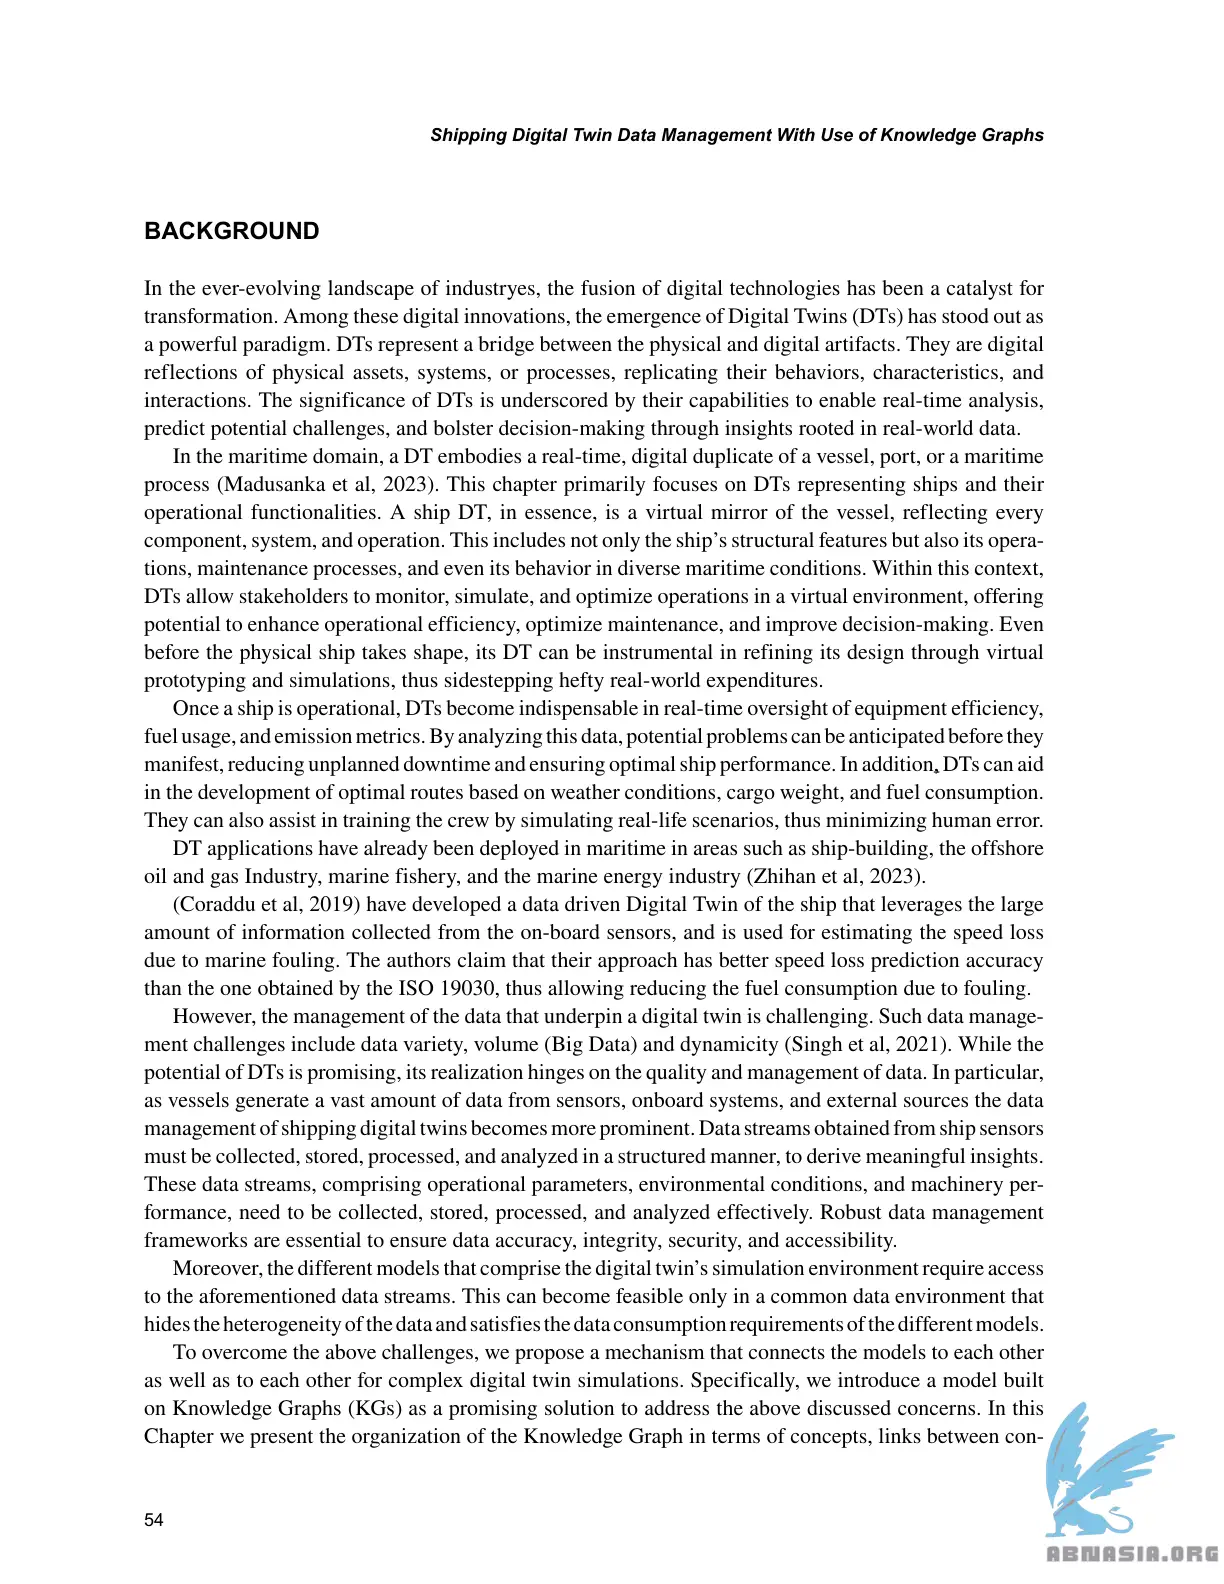 Shipping Digital Twin Data Management With Use of Knowledge Graphs
BACKGROUND
In the ever-evolving landscape of industryes, the fusion of digital technologies has been a catalyst for
transformation. Among these digital innovations, the emergence of Digital Twins (DTs) has stood out as
a powerful paradigm. DTs represent a bridge between the physical and digital artifacts. They are digital
reflections of physical assets, systems, or processes, replicating their behaviors, characteristics, and
interactions. The significance of DTs is underscored by their capabilities to enable real-time analysis,
predict potential challenges, and bolster decision-making through insights rooted in real-world data.
In the maritime domain, a DT embodies a real-time, digital duplicate of a vessel, port, or a maritime
process (Madusanka et al, 2023). This chapter primarily focuses on DTs representing ships and their
operational functionalities. A ship DT, in essence, is a virtual mirror of the vessel, reflecting every
component, system, and operation. This includes not only the ship’s structural features but also its opera-
tions, maintenance processes, and even its behavior in diverse maritime conditions. Within this context,
DTs allow stakeholders to monitor, simulate, and optimize operations in a virtual environment, offering
potential to enhance operational efficiency, optimize maintenance, and improve decision-making. Even
before the physical ship takes shape, its DT can be instrumental in refining its design through virtual
prototyping and simulations, thus sidestepping hefty real-world expenditures.
Once a ship is operational, DTs become indispensable in real-time oversight of equipment efficiency,
fuel usage, and emission metrics. By analyzing this data, potential problems can be anticipated before they
manifest, reducing unplanned downtime and ensuring optimal ship performance. In addition, DTs can aid
in the development of optimal routes based on weather conditions, cargo weight, and fuel consumption.
They can also assist in training the crew by simulating real-life scenarios, thus minimizing human error.
DT applications have already been deployed in maritime in areas such as ship-building, the offshore
oil and gas Industry, marine fishery, and the marine energy industry (Zhihan et al, 2023).
(Coraddu et al, 2019) have developed a data driven Digital Twin of the ship that leverages the large
amount of information collected from the on-board sensors, and is used for estimating the speed loss
due to marine fouling. The authors claim that their approach has better speed loss prediction accuracy
than the one obtained by the ISO 19030, thus allowing reducing the fuel consumption due to fouling.
However, the management of the data that underpin a digital twin is challenging. Such data manage-
ment challenges include data variety, volume (Big Data) and dynamicity (Singh et al, 2021). While the
potential of DTs is promising, its realization hinges on the quality and management of data. In particular,
as vessels generate a vast amount of data from sensors, onboard systems, and external sources the data
management of shipping digital twins becomes more prominent. Data streams obtained from ship sensors
must be collected, stored, processed, and analyzed in a structured manner, to derive meaningful insights.
These data streams, comprising operational parameters, environmental conditions, and machinery per-
formance, need to be collected, stored, processed, and analyzed effectively. Robust data management
frameworks are essential to ensure data accuracy, integrity, security, and accessibility.
Moreover, the different models that comprise the digital twin’s simulation environment require access
to the aforementioned data streams. This can become feasible only in a common data environment that
hides the heterogeneity of the data and satisfies the data consumption requirements of the different models.
To overcome the above challenges, we propose a mechanism that connects the models to each other
as well as to each other for complex digital twin simulations. Specifically, we introduce a model built
on Knowledge Graphs (KGs) as a promising solution to address the above discussed concerns. In this
Chapter we present the organization of the Knowledge Graph in terms of concepts, links between con-
54
ABNASIA.ORG